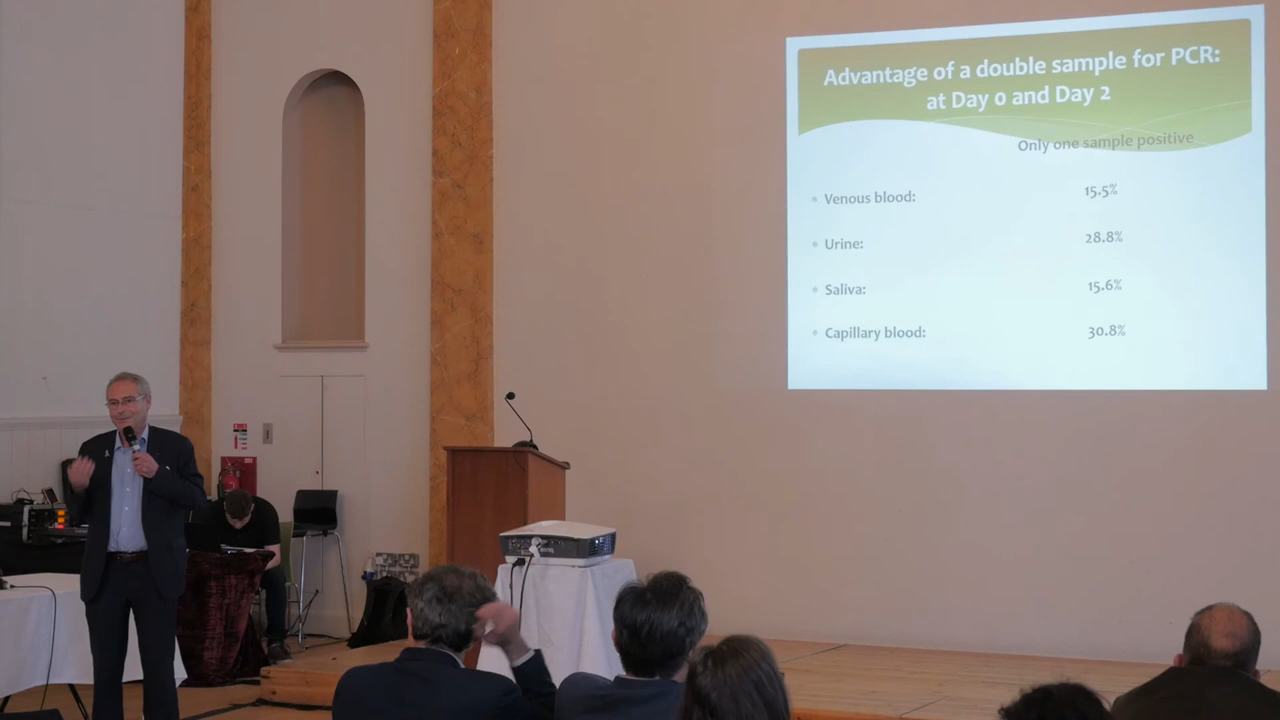 Advantage of a double sample for PCR:
at Day 0 and Day 2
Only one sample positive
Venous blood: 15.5%
Urine: 28.8%
Saliva: 15.6%
Capillary blood: 30.8%
BenQ